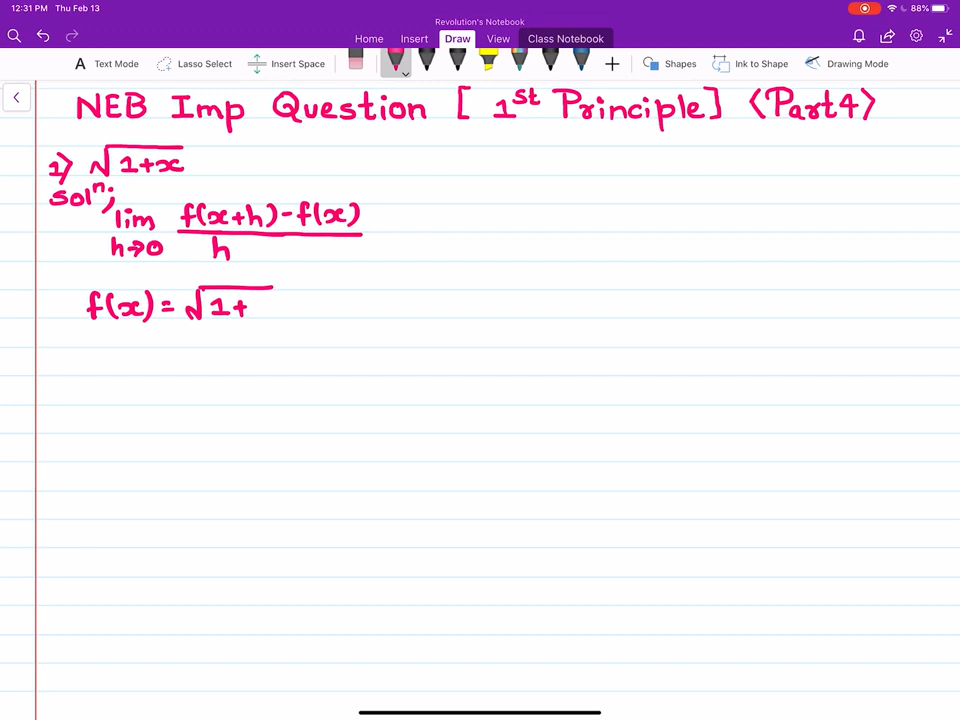 12:31 PM Thu Feb 13 88%
Revolution's Notebook
Home Insert Draw View Class Notebook
A Text Mode Lasso Select Insert Space Shapes Ink to Shape Drawing Mode
NEB Imp Question [ 1st Principle] <Part4>
1> √1+x
Solⁿ;
lim f(x+h)-f(x)
h→0 h
f(x) = √1+